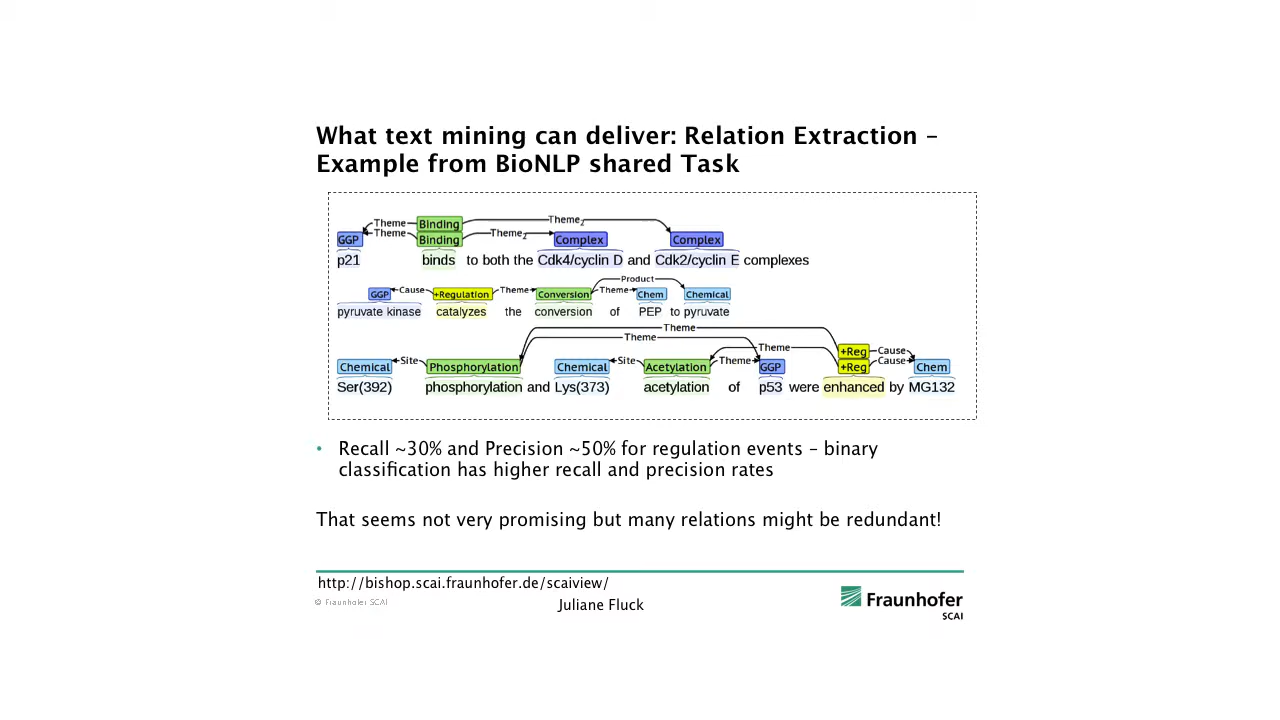 What text mining can deliver: Relation Extraction –
Example from BioNLP shared Task
Theme Binding Theme2
GGP Theme Binding Theme2 Complex Complex
p21 binds to both the Cdk4/cyclin D and Cdk2/cyclin E complexes
Product
GGP Cause +Regulation Theme Conversion Theme Chem Chemical
pyruvate kinase catalyzes the conversion of PEP to pyruvate
Theme
Theme
Theme +Reg Cause
Chemical Site Phosphorylation Chemical Site Acetylation Theme GGP +Reg Cause Chem
Ser(392) phosphorylation and Lys(373) acetylation of p53 were enhanced by MG132
• Recall ~30% and Precision ~50% for regulation events – binary
classification has higher recall and precision rates
That seems not very promising but many relations might be redundant!
http://bishop.scai.fraunhofer.de/scaiview/
© Fraunhofer SCAI
Juliane Fluck
Fraunhofer
SCAI